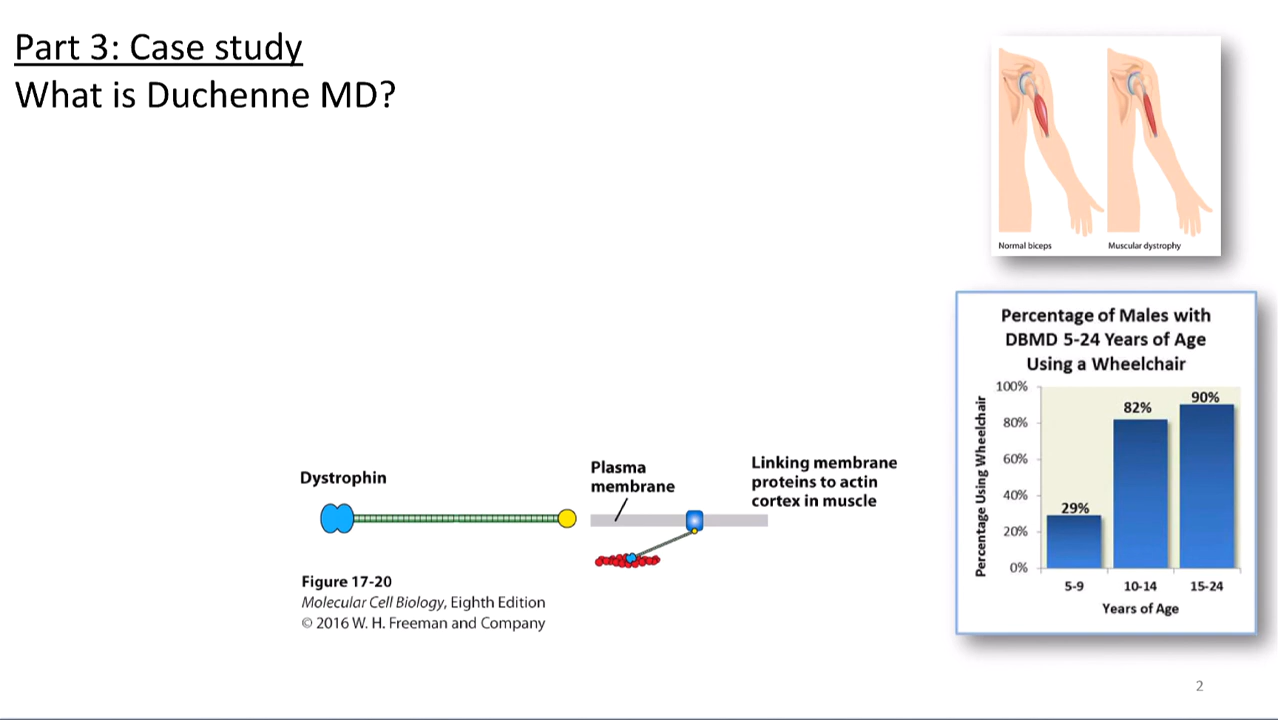 Part 3: Case study
What is Duchenne MD?
Normal biceps
Muscular dystrophy
Percentage of Males with
DBMD 5-24 Years of Age
Using a Wheelchair
Percentage Using Wheelchair
100%
80%
60%
40%
20%
0%
29%
82%
90%
5-9
10-14
15-24
Years of Age
Dystrophin
Plasma
membrane
Linking membrane
proteins to actin
cortex in muscle
Figure 17-20
Molecular Cell Biology, Eighth Edition
© 2016 W. H. Freeman and Company
2